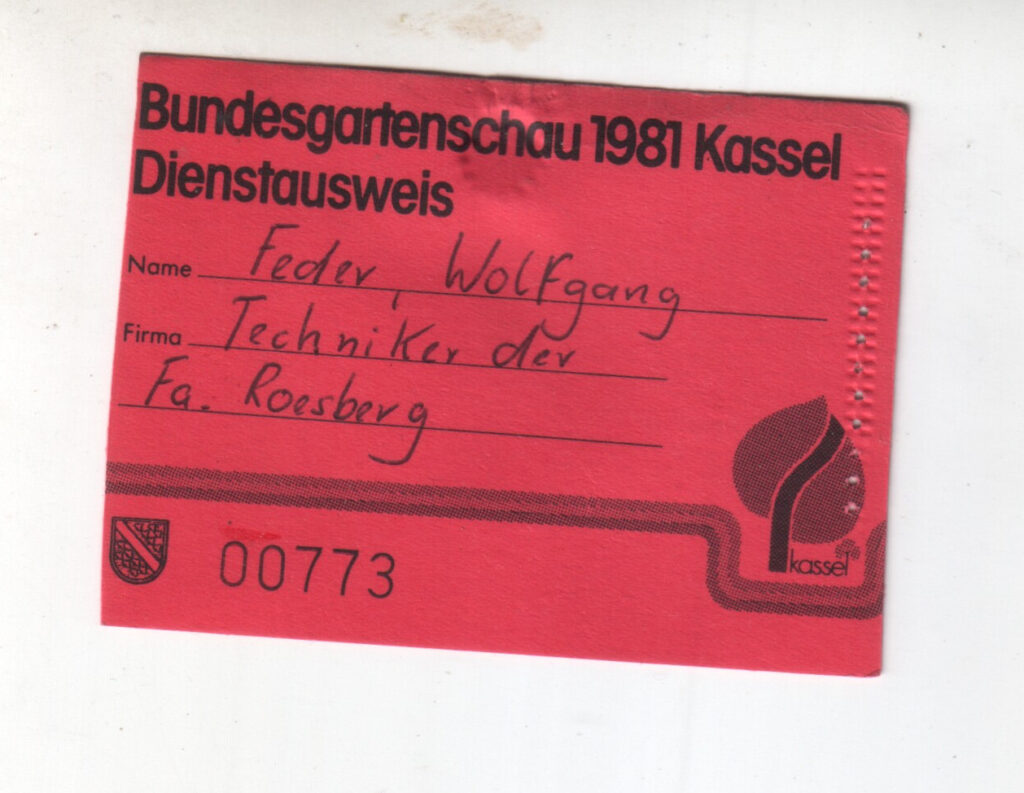 Bundesgartenschau 1981 Kassel
Dienstausweis
Name Feder, Wolfgang
Firma Techniker der
Fa. Roesberg
kassel
00773